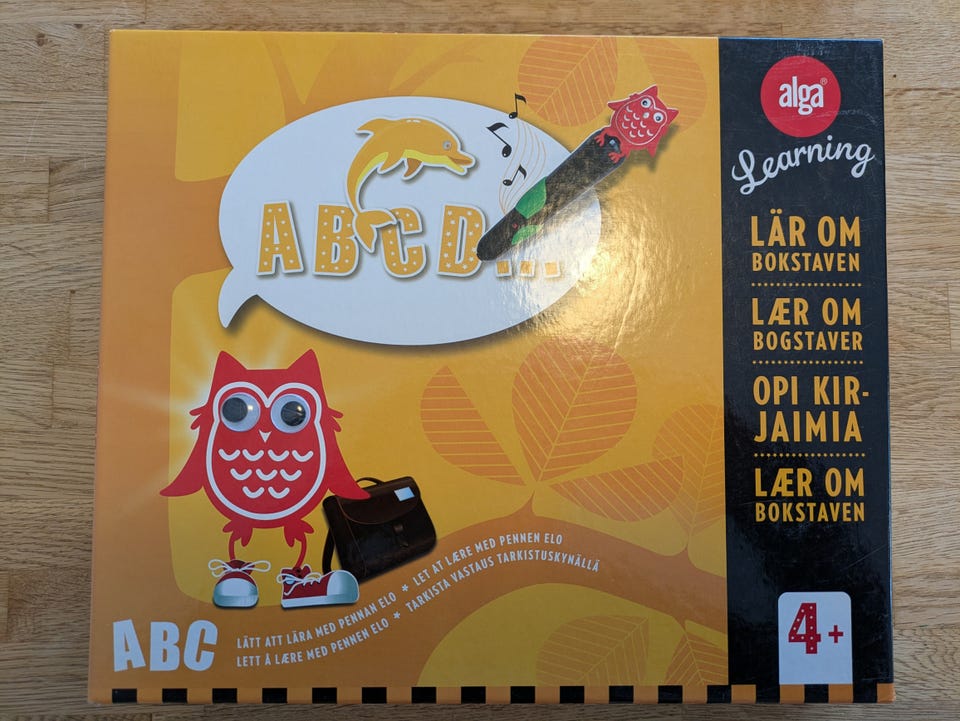 ABCD...
alga®
Learning
LÄR OM
BOKSTAVEN
LÆR OM
BOGSTAVER
OPI KIR-
JAIMIA
LÆR OM
BOKSTAVEN
4+
ABC
LÄTT ATT LÄRA MED PENNAN ELO * LET AT LÆRE MED PENNEN ELO
LETT Å LÆRE MED PENNEN ELO * TARKISTA VASTAUS TARKISTUSKYNÄLLÄ